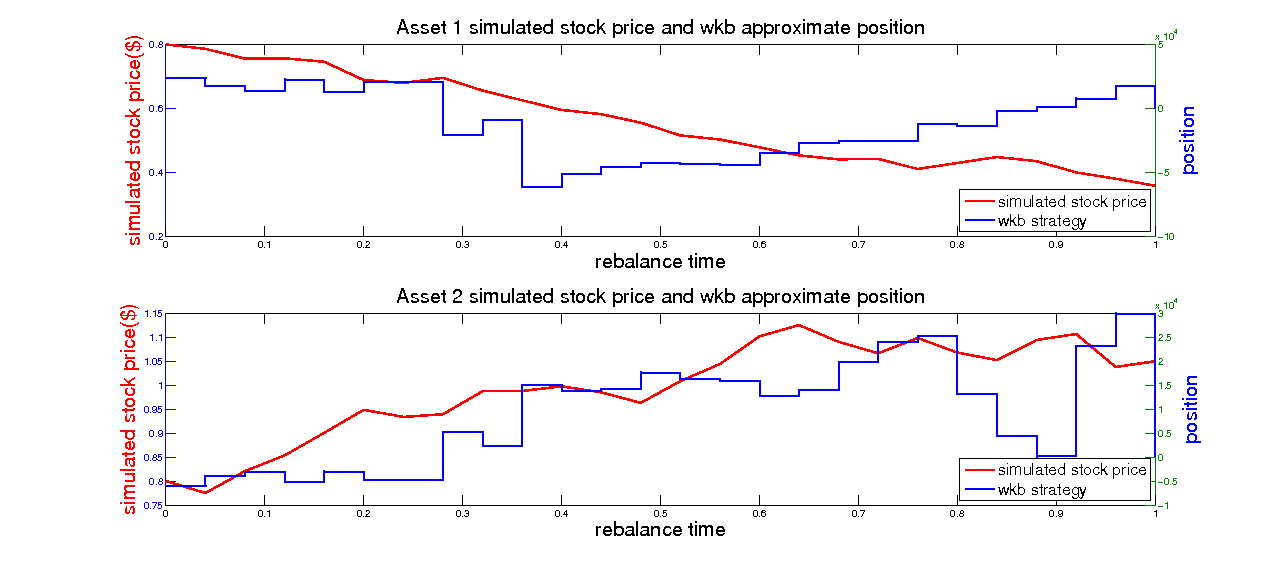 Asset 1 simulated stock price and wkb approximate position
x 10^4
simulated stock price($)
0.8
0.6
0.4
0.2
5
0
-5
-10
position
simulated stock price
wkb strategy
0 0.1 0.2 0.3 0.4 0.5 0.6 0.7 0.8 0.9 1
rebalance time
Asset 2 simulated stock price and wkb approximate position
x 10^4
simulated stock price($)
1.15
1.1
1.05
1
0.95
0.9
0.85
0.8
0.75
3
2.5
2
1.5
1
0.5
0
-0.5
-1
position
simulated stock price
wkb strategy
0 0.1 0.2 0.3 0.4 0.5 0.6 0.7 0.8 0.9 1
rebalance time